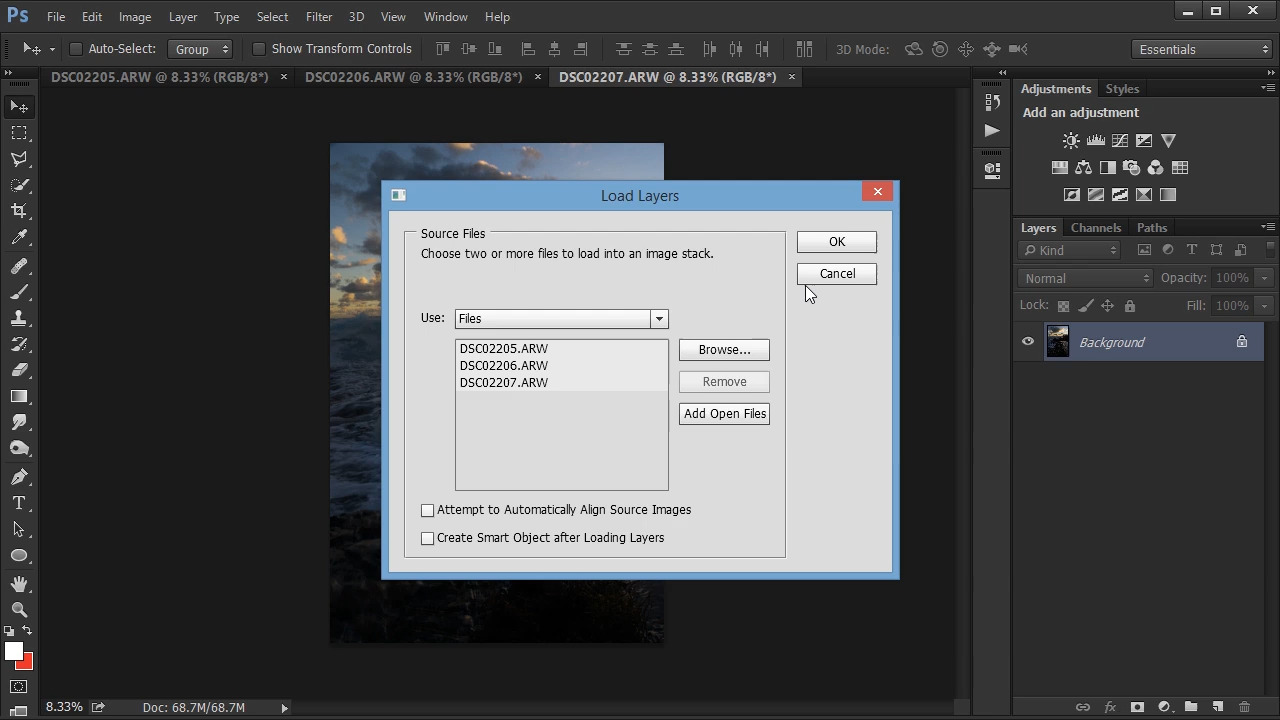 Ps File Edit Image Layer Type Select Filter 3D View Window Help
Auto-Select: Group Show Transform Controls 3D Mode: Essentials
DSC02205.ARW @ 8.33% (RGB/8*) × DSC02206.ARW @ 8.33% (RGB/8*) × DSC02207.ARW @ 8.33% (RGB/8*) ×
Adjustments Styles
Add an adjustment
Load Layers
Source Files
Choose two or more files to load into an image stack.
OK
Cancel
Use: Files
DSC02205.ARW
DSC02206.ARW
DSC02207.ARW
Browse...
Remove
Add Open Files
Attempt to Automatically Align Source Images
Create Smart Object after Loading Layers
Layers Channels Paths
Kind
Normal Opacity: 100%
Lock: Fill: 100%
Background
T
fx
8.33% Doc: 68.7M/68.7M